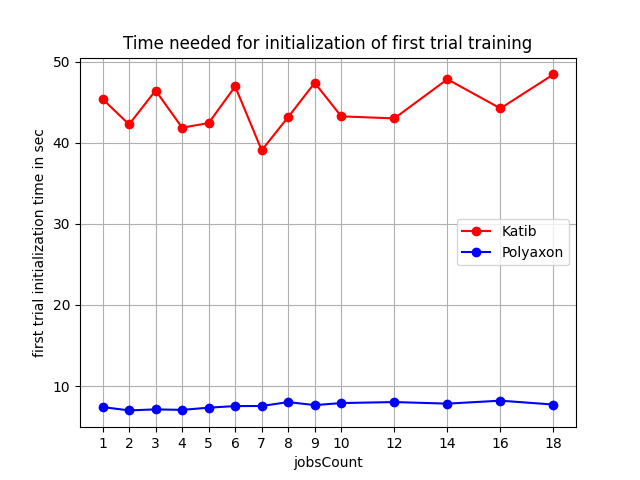 Time needed for initialization of first trial training
first trial initialization time in sec
50
40
30
20
10
Katib
Polyaxon
1 2 3 4 5 6 7 8 9 10 12 14 16 18
jobsCount